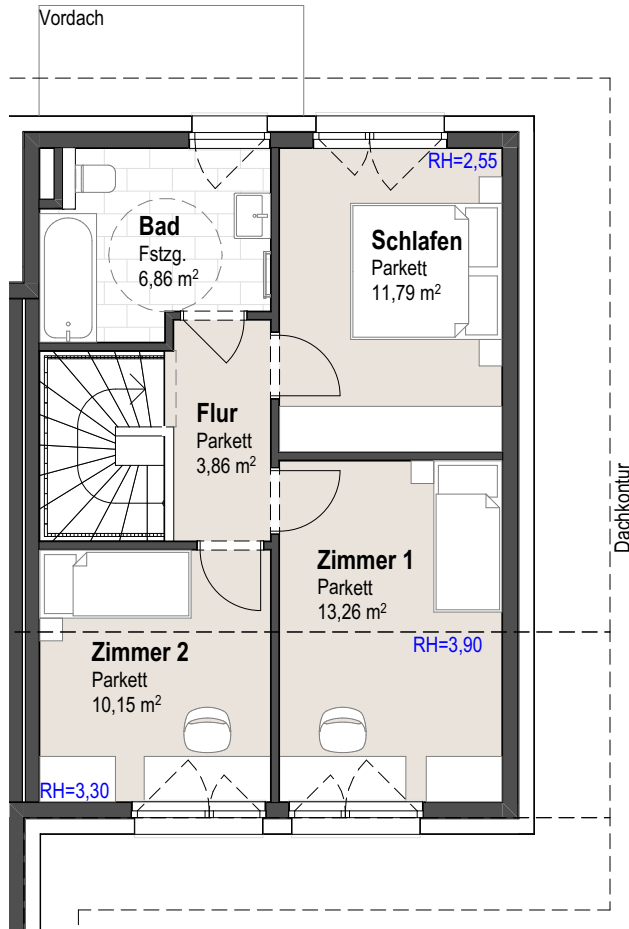 Vordach
RH=2,55
Bad
Fstzg.
6,86 m²
Schlafen
Parkett
11,79 m²
Flur
Parkett
3,86 m²
Dachkontur
Zimmer 1
Parkett
13,26 m²
RH=3,90
Zimmer 2
Parkett
10,15 m²
RH=3,30